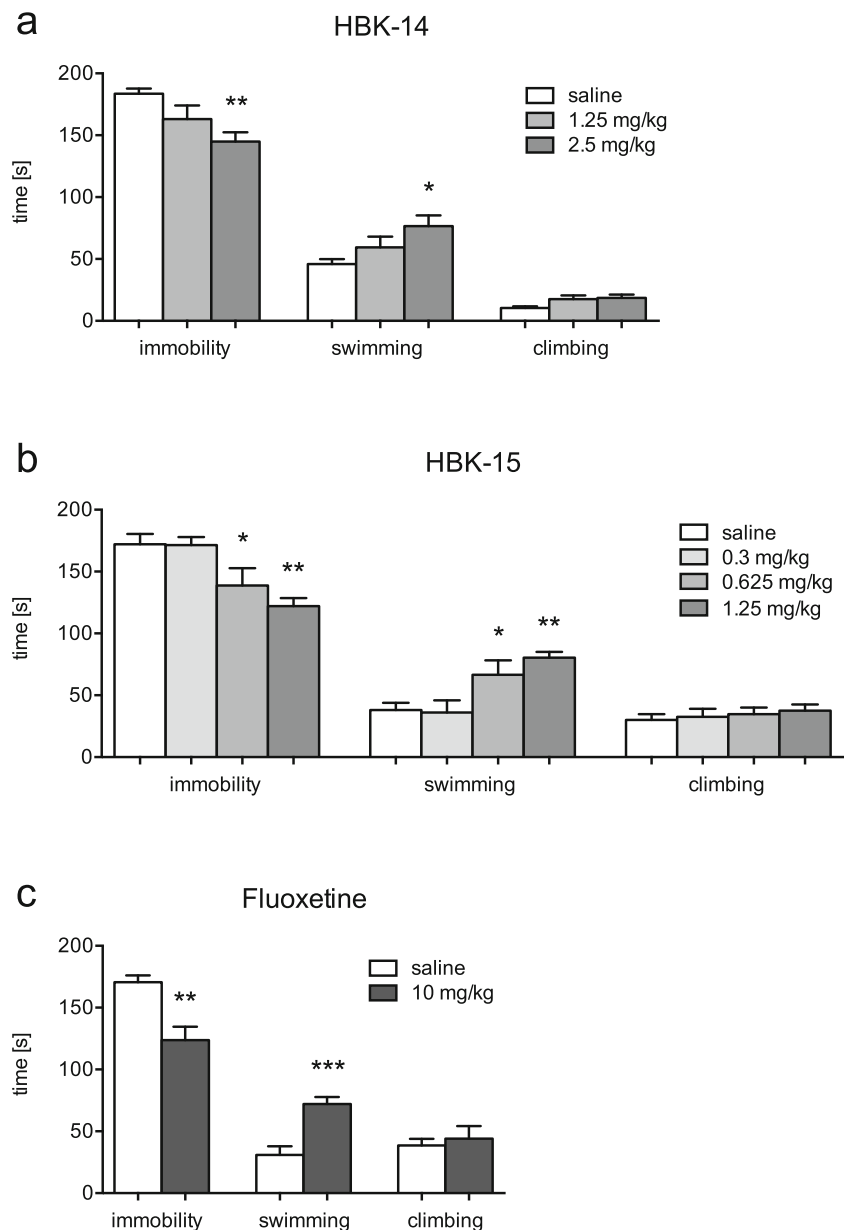 a
HBK-14
200
150
100
50
0
time [s]
**
*
saline
1.25 mg/kg
2.5 mg/kg
immobility swimming climbing
b
HBK-15
200
150
100
50
0
time [s]
*
**
*
**
saline
0.3 mg/kg
0.625 mg/kg
1.25 mg/kg
immobility swimming climbing
c
Fluoxetine
200
150
100
50
0
time [s]
**
***
saline
10 mg/kg
immobility swimming climbing